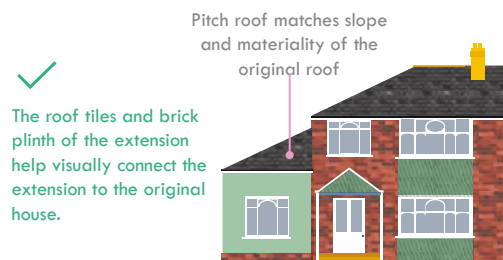 Pitch roof matches slope
and materiality of the
original roof
The roof tiles and brick
plinth of the extension
help visually connect the
extension to the original
house.